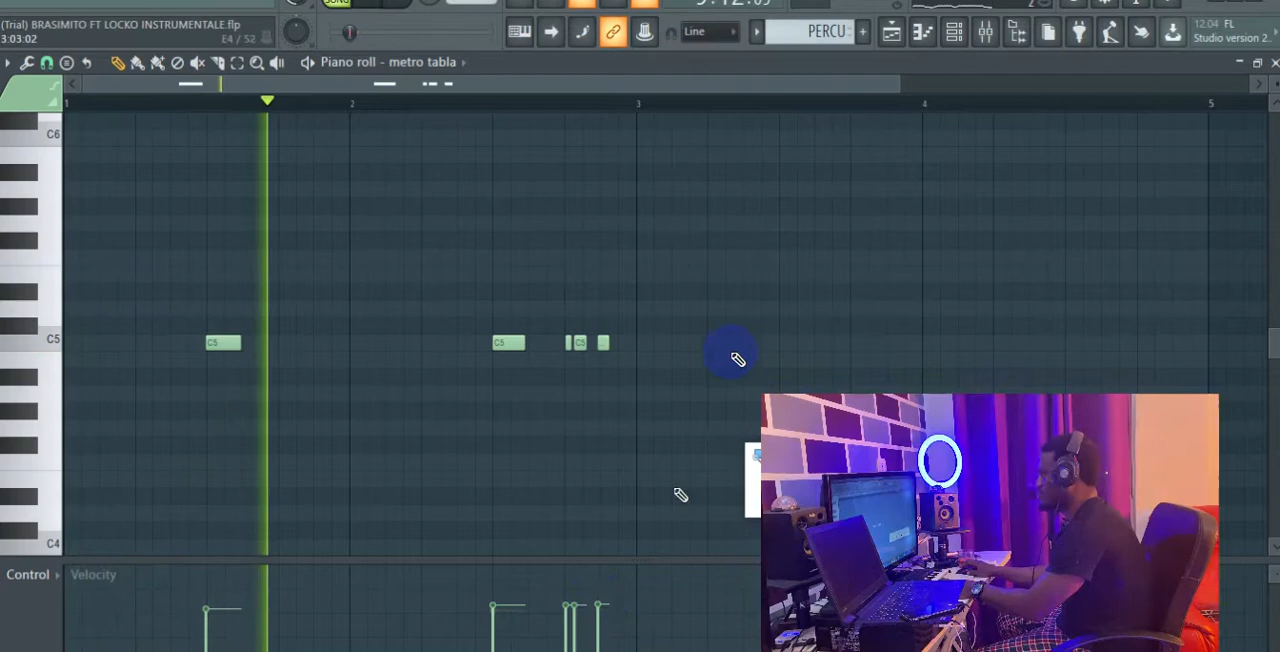 (Trial) BRASIMITO FT LOCKO INSTRUMENTALE.flp
3:03:02
E4 / 52
Line
PERCU
12:04 FL
Studio version 2..
Piano roll - metro tabla
1
2
3
4
5
C6
C5
C4
C5
C5
C5
Control
Velocity